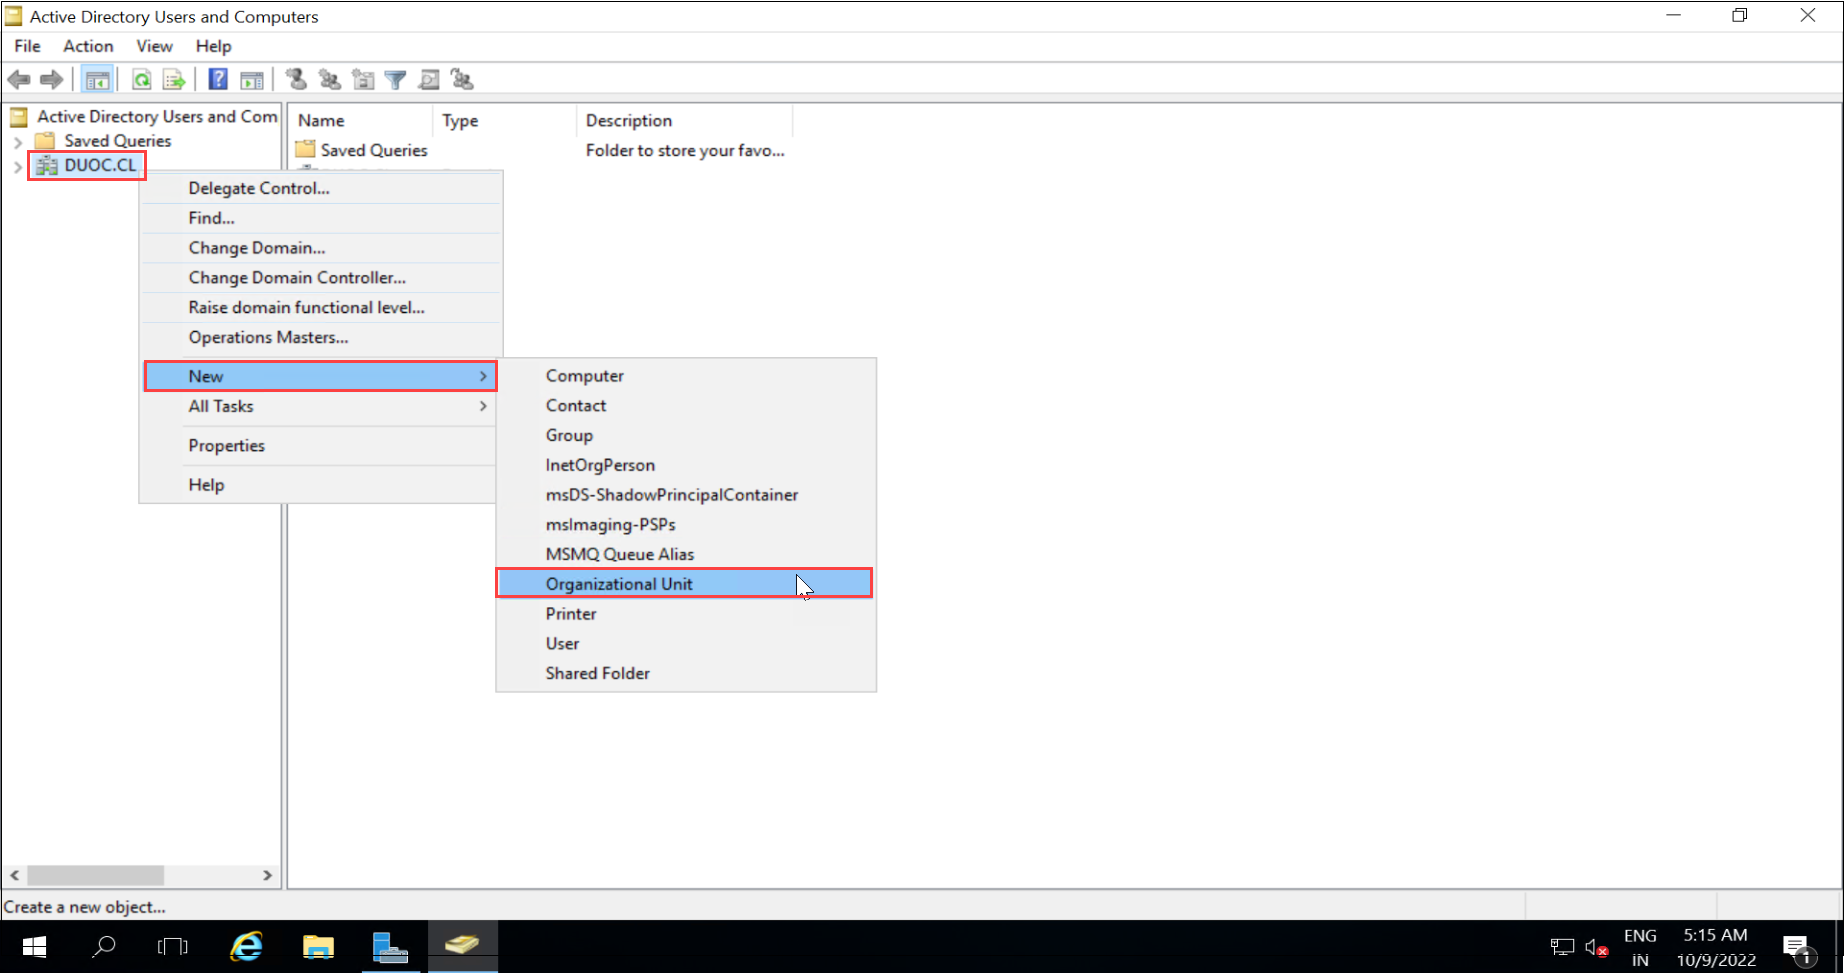 Active Directory Users and Computers
File Action View Help
Active Directory Users and Com
Saved Queries
DUOC.CL
Name Type Description
Saved Queries Folder to store your favo...
Delegate Control...
Find...
Change Domain...
Change Domain Controller...
Raise domain functional level...
Operations Masters...
New
All Tasks
Properties
Help
Computer
Contact
Group
InetOrgPerson
msDS-ShadowPrincipalContainer
msImaging-PSPs
MSMQ Queue Alias
Organizational Unit
Printer
User
Shared Folder
Create a new object...
ENG
IN
5:15 AM
10/9/2022
1